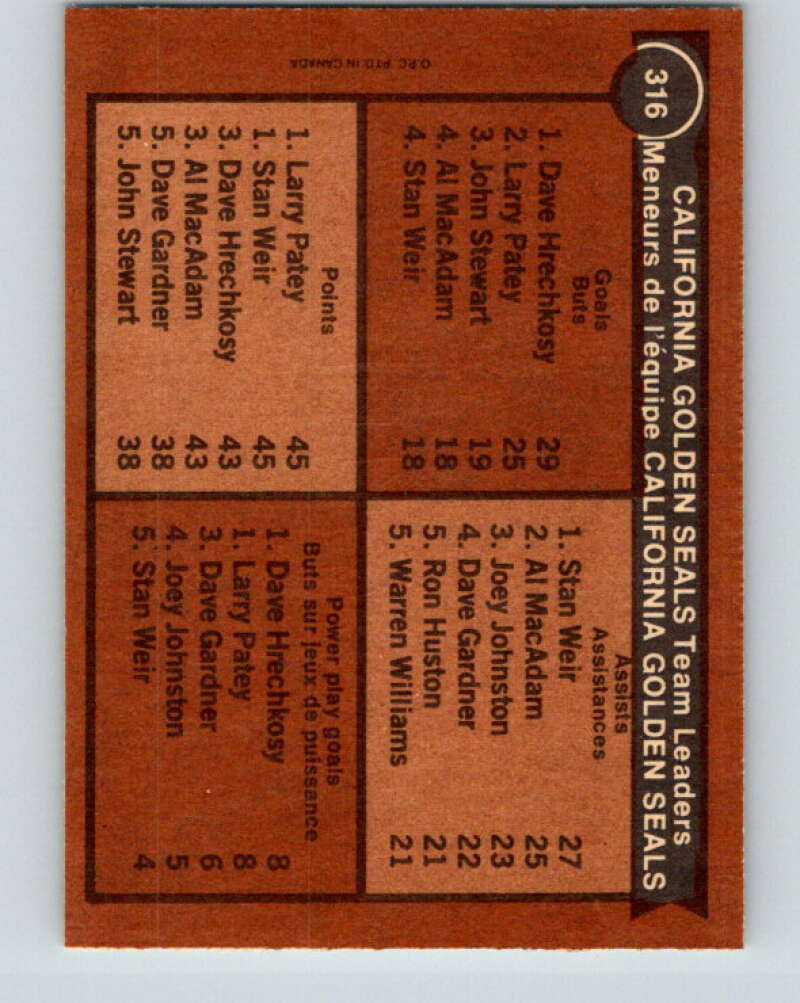 316
CALIFORNIA GOLDEN SEALS Team Leaders
Meneurs de l'équipe CALIFORNIA GOLDEN SEALS
Goals
Buts
1. Dave Hrechkosy 29
2. Larry Patey 25
3. John Stewart 19
4. Al MacAdam 18
4. Stan Weir 18
Assists
Assistances
1. Stan Weir 27
2. Al MacAdam 25
3. Joey Johnston 23
4. Dave Gardner 22
5. Ron Huston 21
5. Warren Williams 21
Points
1. Larry Patey 45
1. Stan Weir 45
3. Dave Hrechkosy 43
3. Al MacAdam 43
5. Dave Gardner 38
5. John Stewart 38
Power play goals
Buts sur jeux de puissance
1. Dave Hrechkosy 8
1. Larry Patey 8
3. Dave Gardner 6
4. Joey Johnston 5
5. Stan Weir 4
O.P.C. PTD. IN CANADA